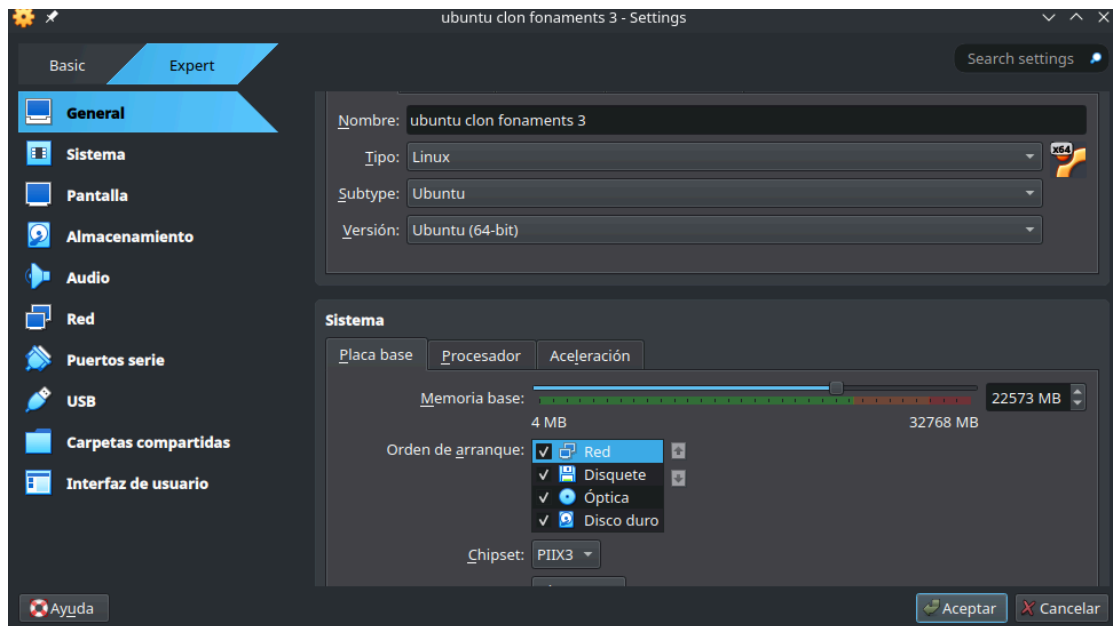 ubuntu clon fonaments 3 - Settings
Basic
Expert
Search settings
General
Sistema
Pantalla
Almacenamiento
Audio
Red
Puertos serie
USB
Carpetas compartidas
Interfaz de usuario
Nombre: ubuntu clon fonaments 3
Tipo: Linux
x64
Subtype: Ubuntu
Versión: Ubuntu (64-bit)
Sistema
Placa base Procesador Aceleración
Memoria base: 22573 MB
4 MB 32768 MB
Orden de arranque: Red
Disquete
Óptica
Disco duro
Chipset: PIIX3
Ayuda Aceptar Cancelar